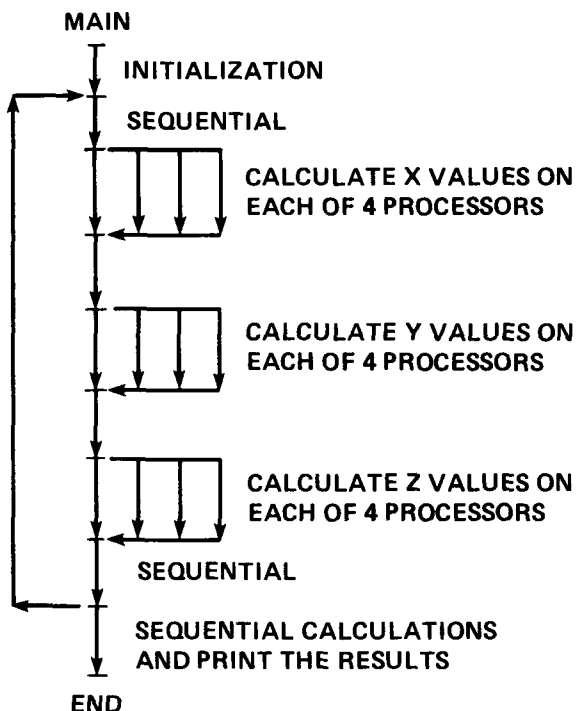 MAIN
INITIALIZATION
SEQUENTIAL
CALCULATE X VALUES ON
EACH OF 4 PROCESSORS
CALCULATE Y VALUES ON
EACH OF 4 PROCESSORS
CALCULATE Z VALUES ON
EACH OF 4 PROCESSORS
SEQUENTIAL
SEQUENTIAL CALCULATIONS
AND PRINT THE RESULTS
END